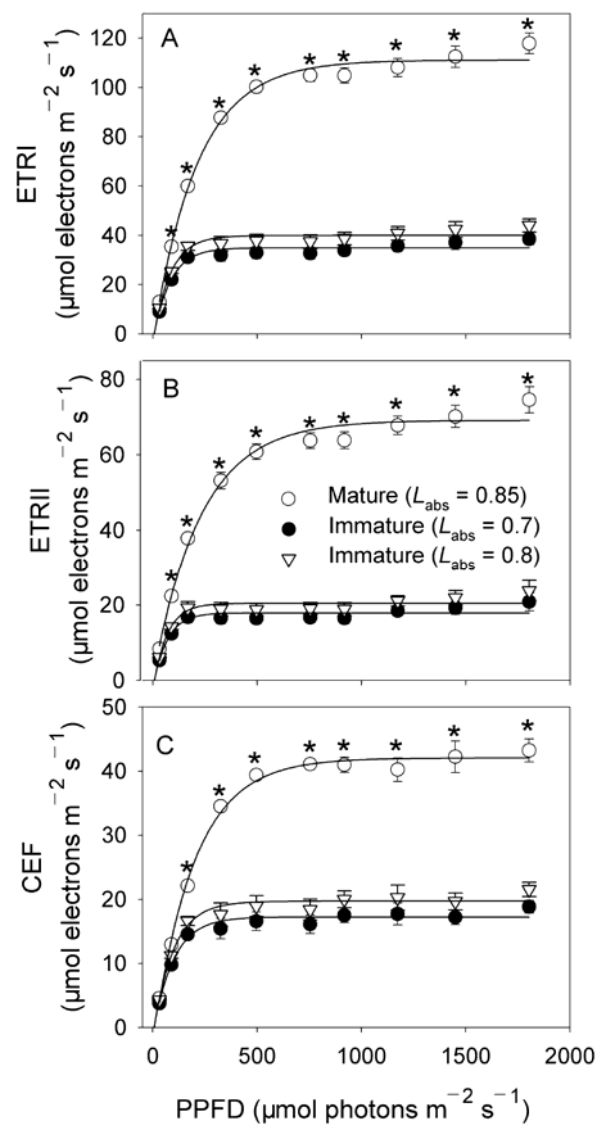 A
120
100
80
60
40
20
0
ETRI
(μmol electrons m⁻² s⁻¹)
* * * * * * * * *
B
80
60
40
20
0
ETRII
(μmol electrons m⁻² s⁻¹)
* * * * * * * * *
Mature (Labs = 0.85)
Immature (Labs = 0.7)
Immature (Labs = 0.8)
C
50
40
30
20
10
0
CEF
(μmol electrons m⁻² s⁻¹)
* * * * * * * *
0 500 1000 1500 2000
PPFD (μmol photons m⁻² s⁻¹)